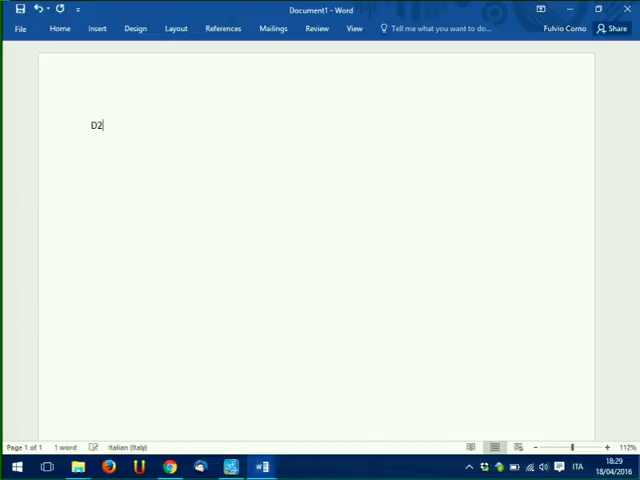 Document1 - Word
File Home Insert Design Layout References Mailings Review View Tell me what you want to do... Fulvio Corno Share
D2
Page 1 of 1 1 word Italian (Italy) 112%
ITA 18:29
18/04/2016